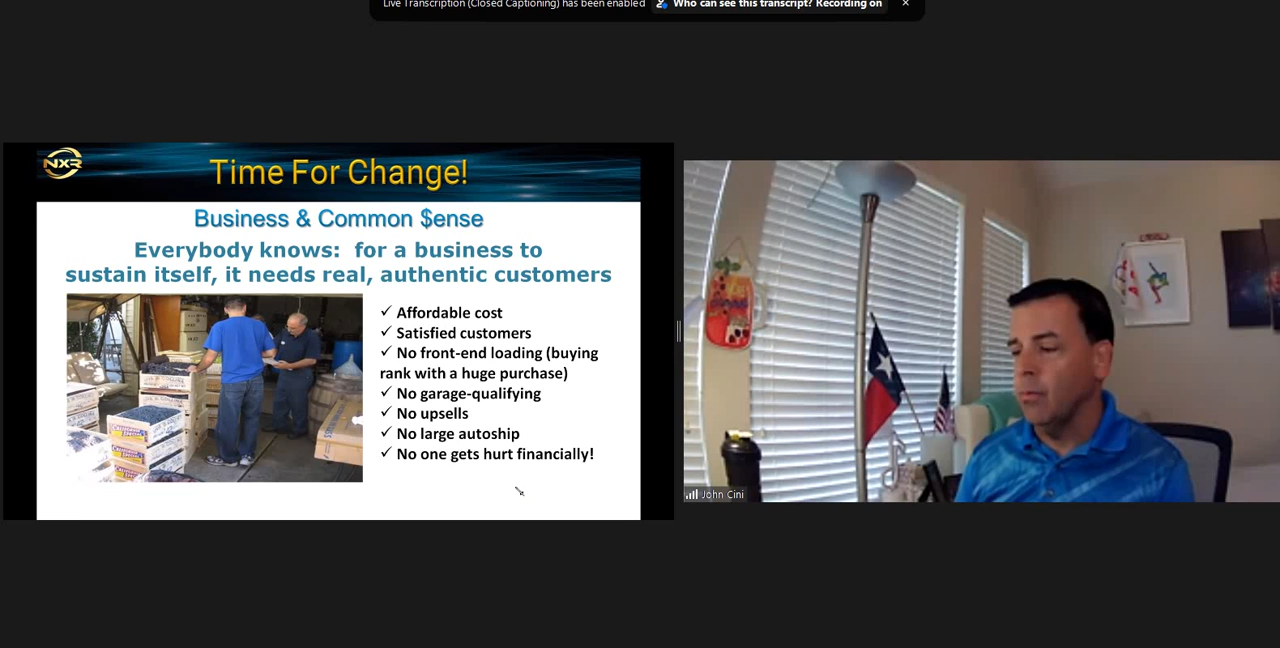 Live Transcription (Closed Captioning) has been enabled
Who can see this transcript? Recording on
NXR
Time For Change!
Business & Common $ense
Everybody knows: for a business to
sustain itself, it needs real, authentic customers
✓ Affordable cost
✓ Satisfied customers
✓ No front-end loading (buying
rank with a huge purchase)
✓ No garage-qualifying
✓ No upsells
✓ No large autoship
✓ No one gets hurt financially!
John Cini